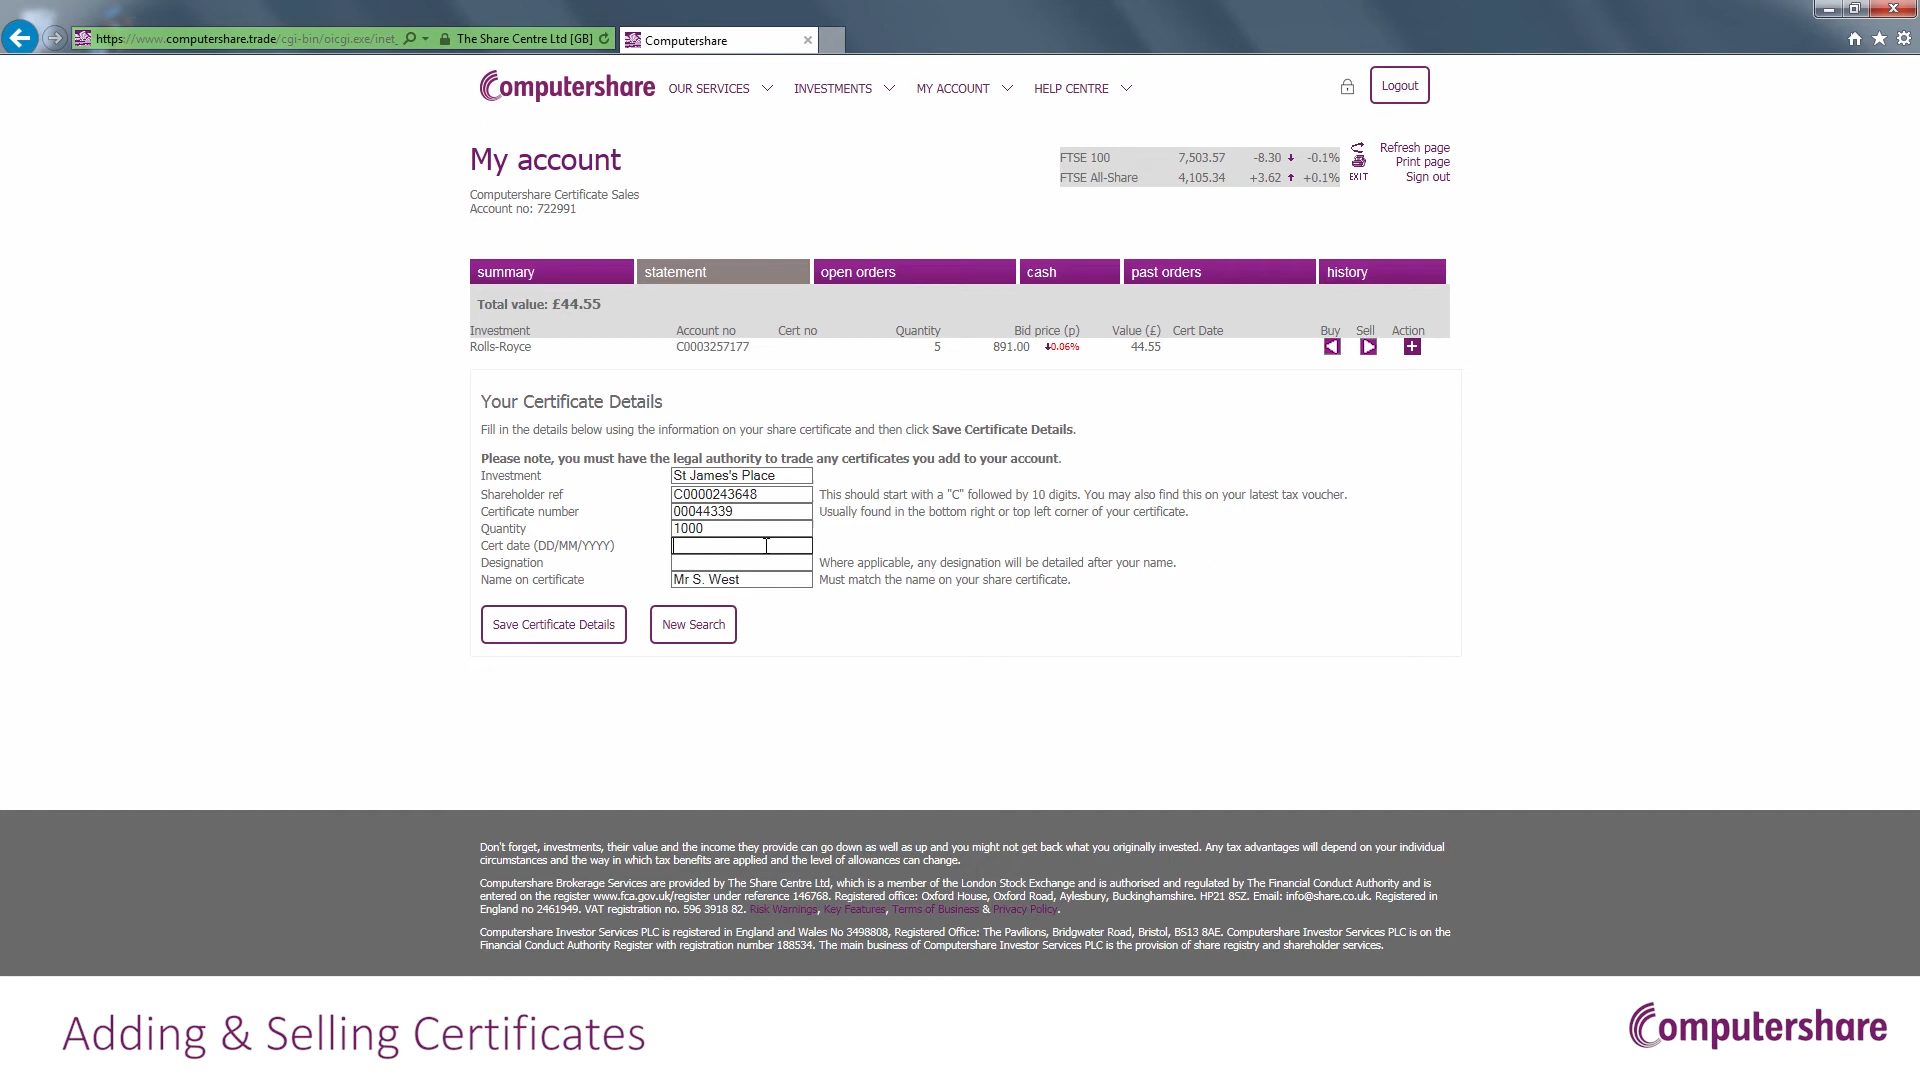 https://www.computershare.trade/cgi-bin/oicgi.exe/inet_ The Share Centre Ltd [GB] Computershare
Computershare OUR SERVICES INVESTMENTS MY ACCOUNT HELP CENTRE Logout
My account
Computershare Certificate Sales
Account no: 722991
FTSE 100 7,503.57 -8.30 -0.1%
FTSE All-Share 4,105.34 +3.62 +0.1%
Refresh page
Print page
EXIT Sign out
summary statement open orders cash past orders history
Total value: £44.55
Investment Account no Cert no Quantity Bid price (p) Value (£) Cert Date Buy Sell Action
Rolls-Royce C0003257177 5 891.00 0.06% 44.55
Your Certificate Details
Fill in the details below using the information on your share certificate and then click Save Certificate Details.
Please note, you must have the legal authority to trade any certificates you add to your account.
Investment St James's Place
Shareholder ref C0000243648 This should start with a "C" followed by 10 digits. You may also find this on your latest tax voucher.
Certificate number 00044339 Usually found in the bottom right or top left corner of your certificate.
Quantity 1000
Cert date (DD/MM/YYYY)
Designation Where applicable, any designation will be detailed after your name.
Name on certificate Mr S. West Must match the name on your share certificate.
Save Certificate Details New Search
Don't forget, investments, their value and the income they provide can go down as well as up and you might not get back what you originally invested. Any tax advantages will depend on your individual
circumstances and the way in which tax benefits are applied and the level of allowances can change.
Computershare Brokerage Services are provided by The Share Centre Ltd, which is a member of the London Stock Exchange and is authorised and regulated by The Financial Conduct Authority and is
entered on the register www.fca.gov.uk/register under reference 146768. Registered office: Oxford House, Oxford Road, Aylesbury, Buckinghamshire. HP21 8SZ. Email: info@share.co.uk. Registered in
England no 2461949. VAT registration no. 596 3918 82. Risk Warnings, Key Features, Terms of Business & Privacy Policy.
Computershare Investor Services PLC is registered in England and Wales No 3498808, Registered Office: The Pavilions, Bridgwater Road, Bristol, BS13 8AE. Computershare Investor Services PLC is on the
Financial Conduct Authority Register with registration number 188534. The main business of Computershare Investor Services PLC is the provision of share registry and shareholder services.
Adding & Selling Certificates
Computershare